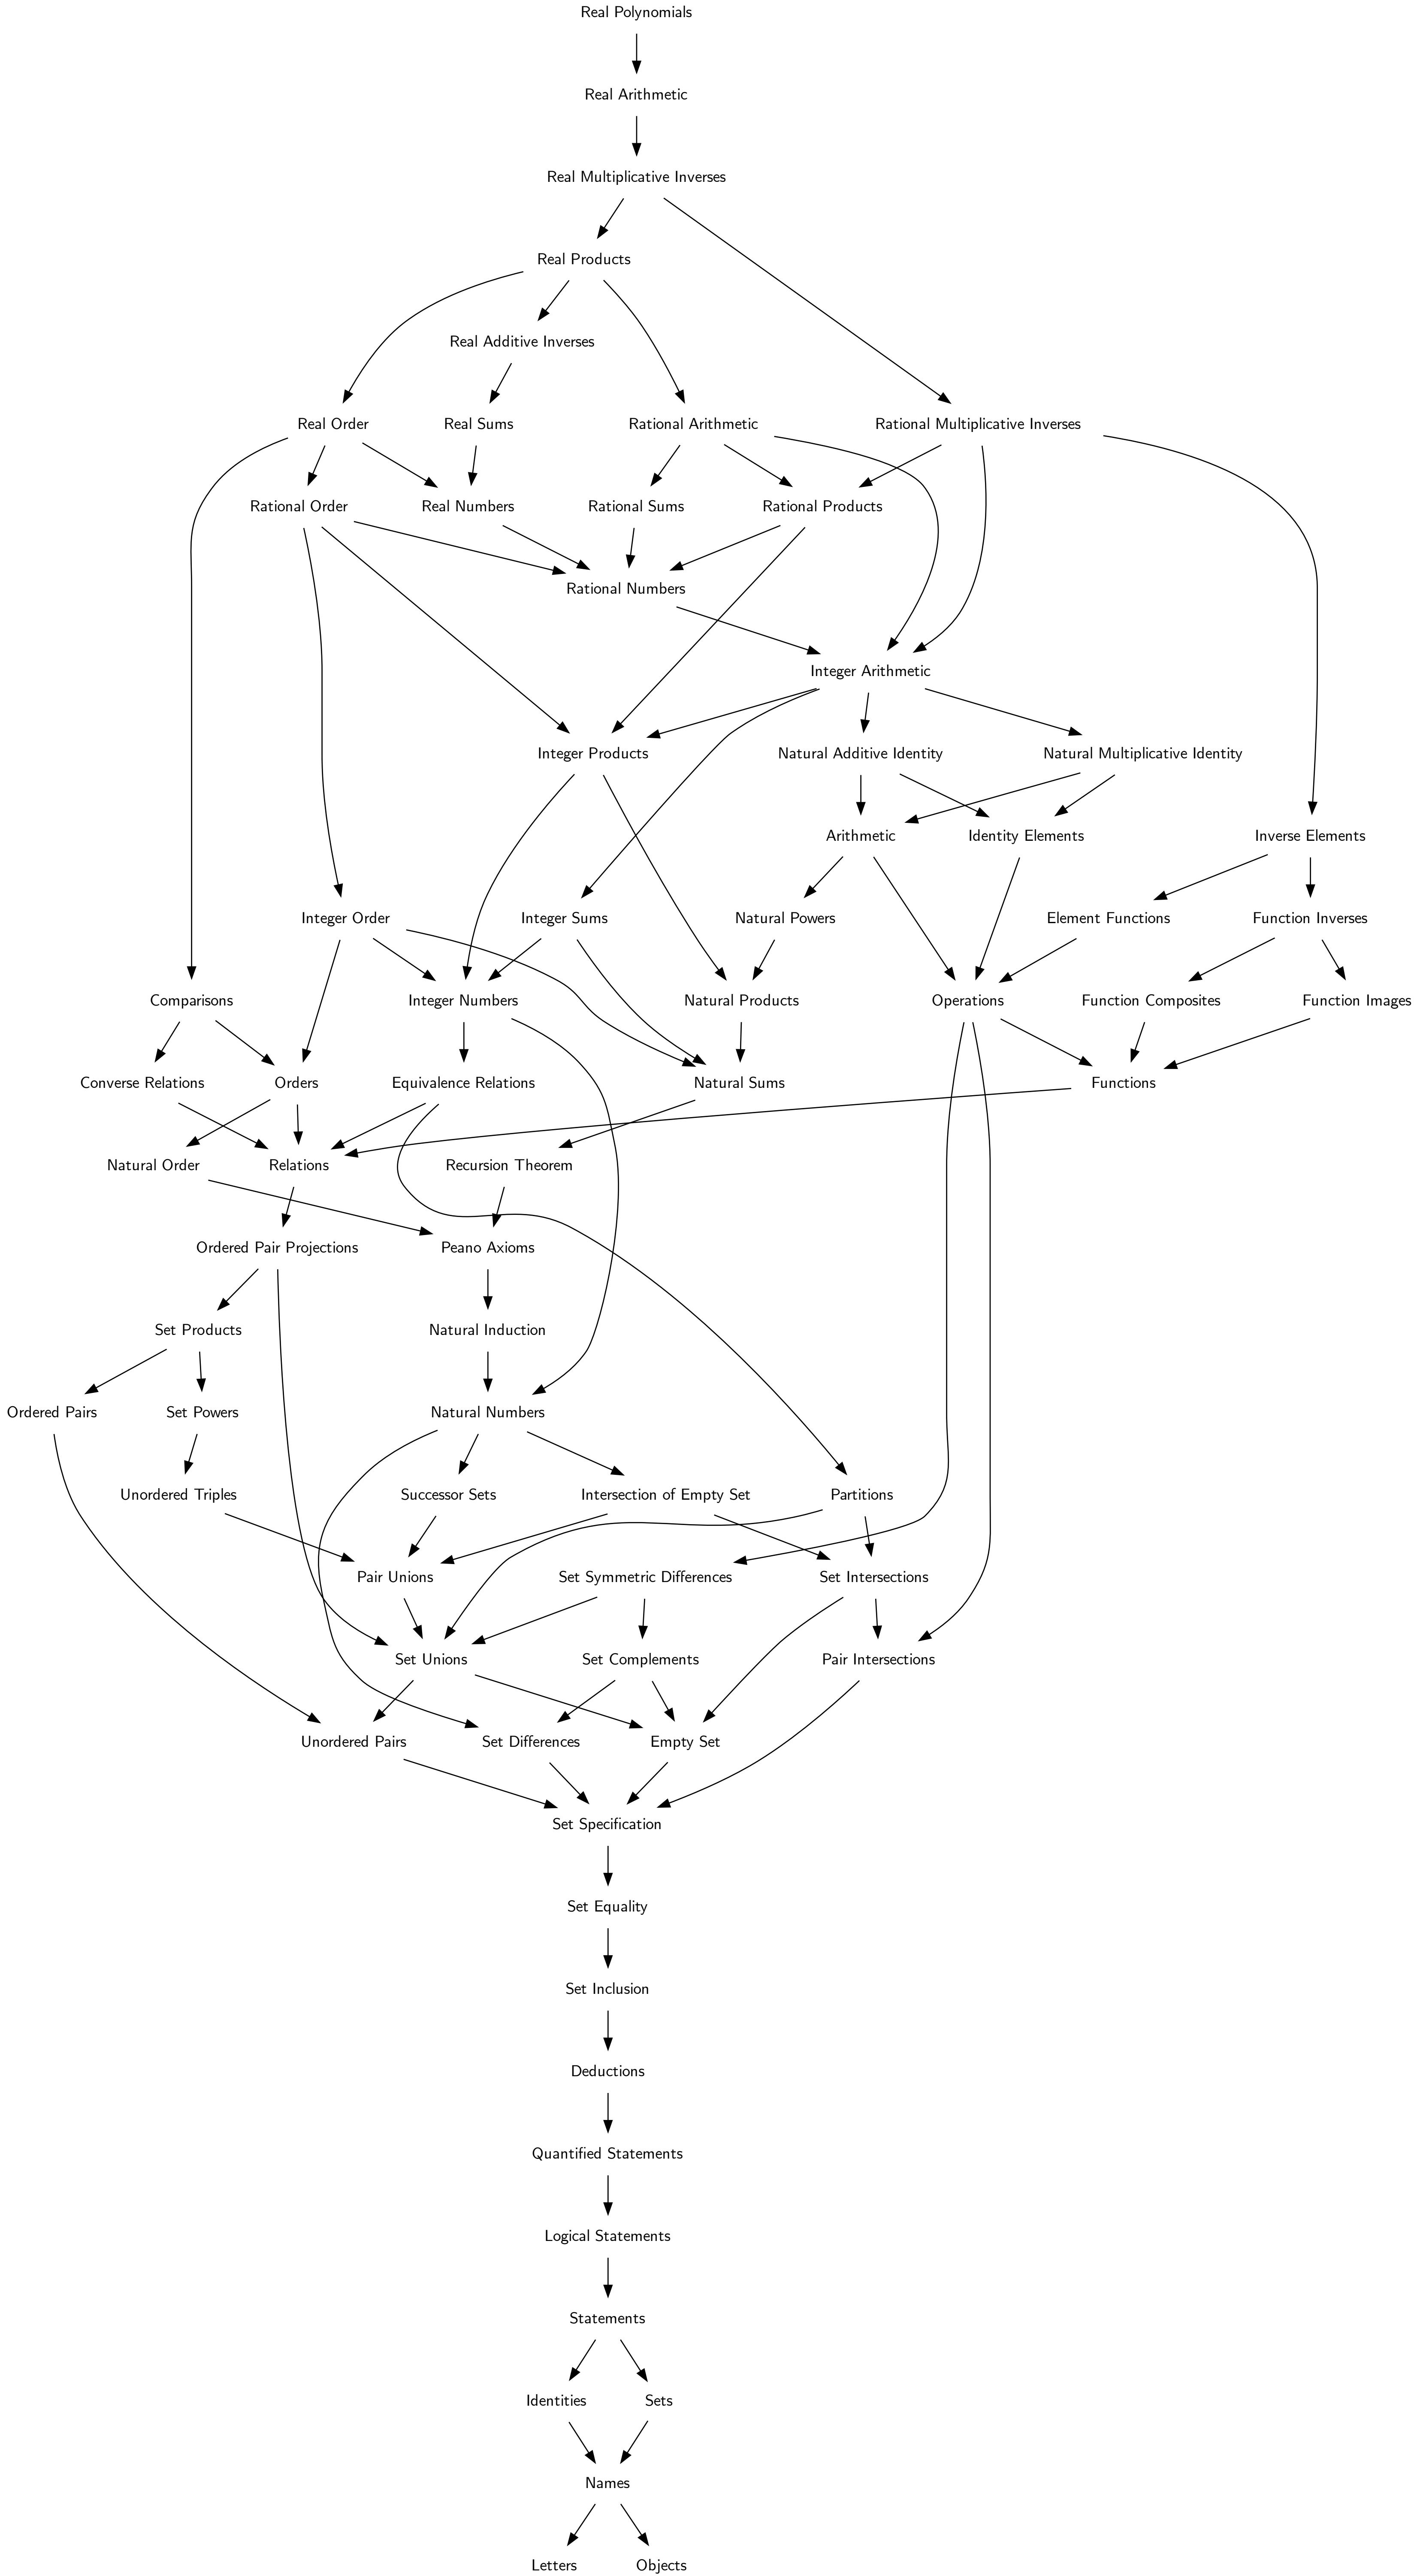 Real Polynomials
Real Arithmetic
Real Multiplicative Inverses
Real Products
Real Additive Inverses
Real Order
Real Sums
Rational Arithmetic
Rational Multiplicative Inverses
Rational Order
Real Numbers
Rational Sums
Rational Products
Rational Numbers
Integer Arithmetic
Integer Products
Natural Additive Identity
Natural Multiplicative Identity
Arithmetic
Identity Elements
Inverse Elements
Integer Order
Integer Sums
Natural Powers
Element Functions
Function Inverses
Comparisons
Integer Numbers
Natural Products
Operations
Function Composites
Function Images
Converse Relations
Orders
Equivalence Relations
Natural Sums
Functions
Natural Order
Relations
Recursion Theorem
Ordered Pair Projections
Peano Axioms
Set Products
Natural Induction
Ordered Pairs
Set Powers
Natural Numbers
Unordered Triples
Successor Sets
Intersection of Empty Set
Partitions
Pair Unions
Set Symmetric Differences
Set Intersections
Set Unions
Set Complements
Pair Intersections
Unordered Pairs
Set Differences
Empty Set
Set Specification
Set Equality
Set Inclusion
Deductions
Quantified Statements
Logical Statements
Statements
Identities
Sets
Names
Letters
Objects